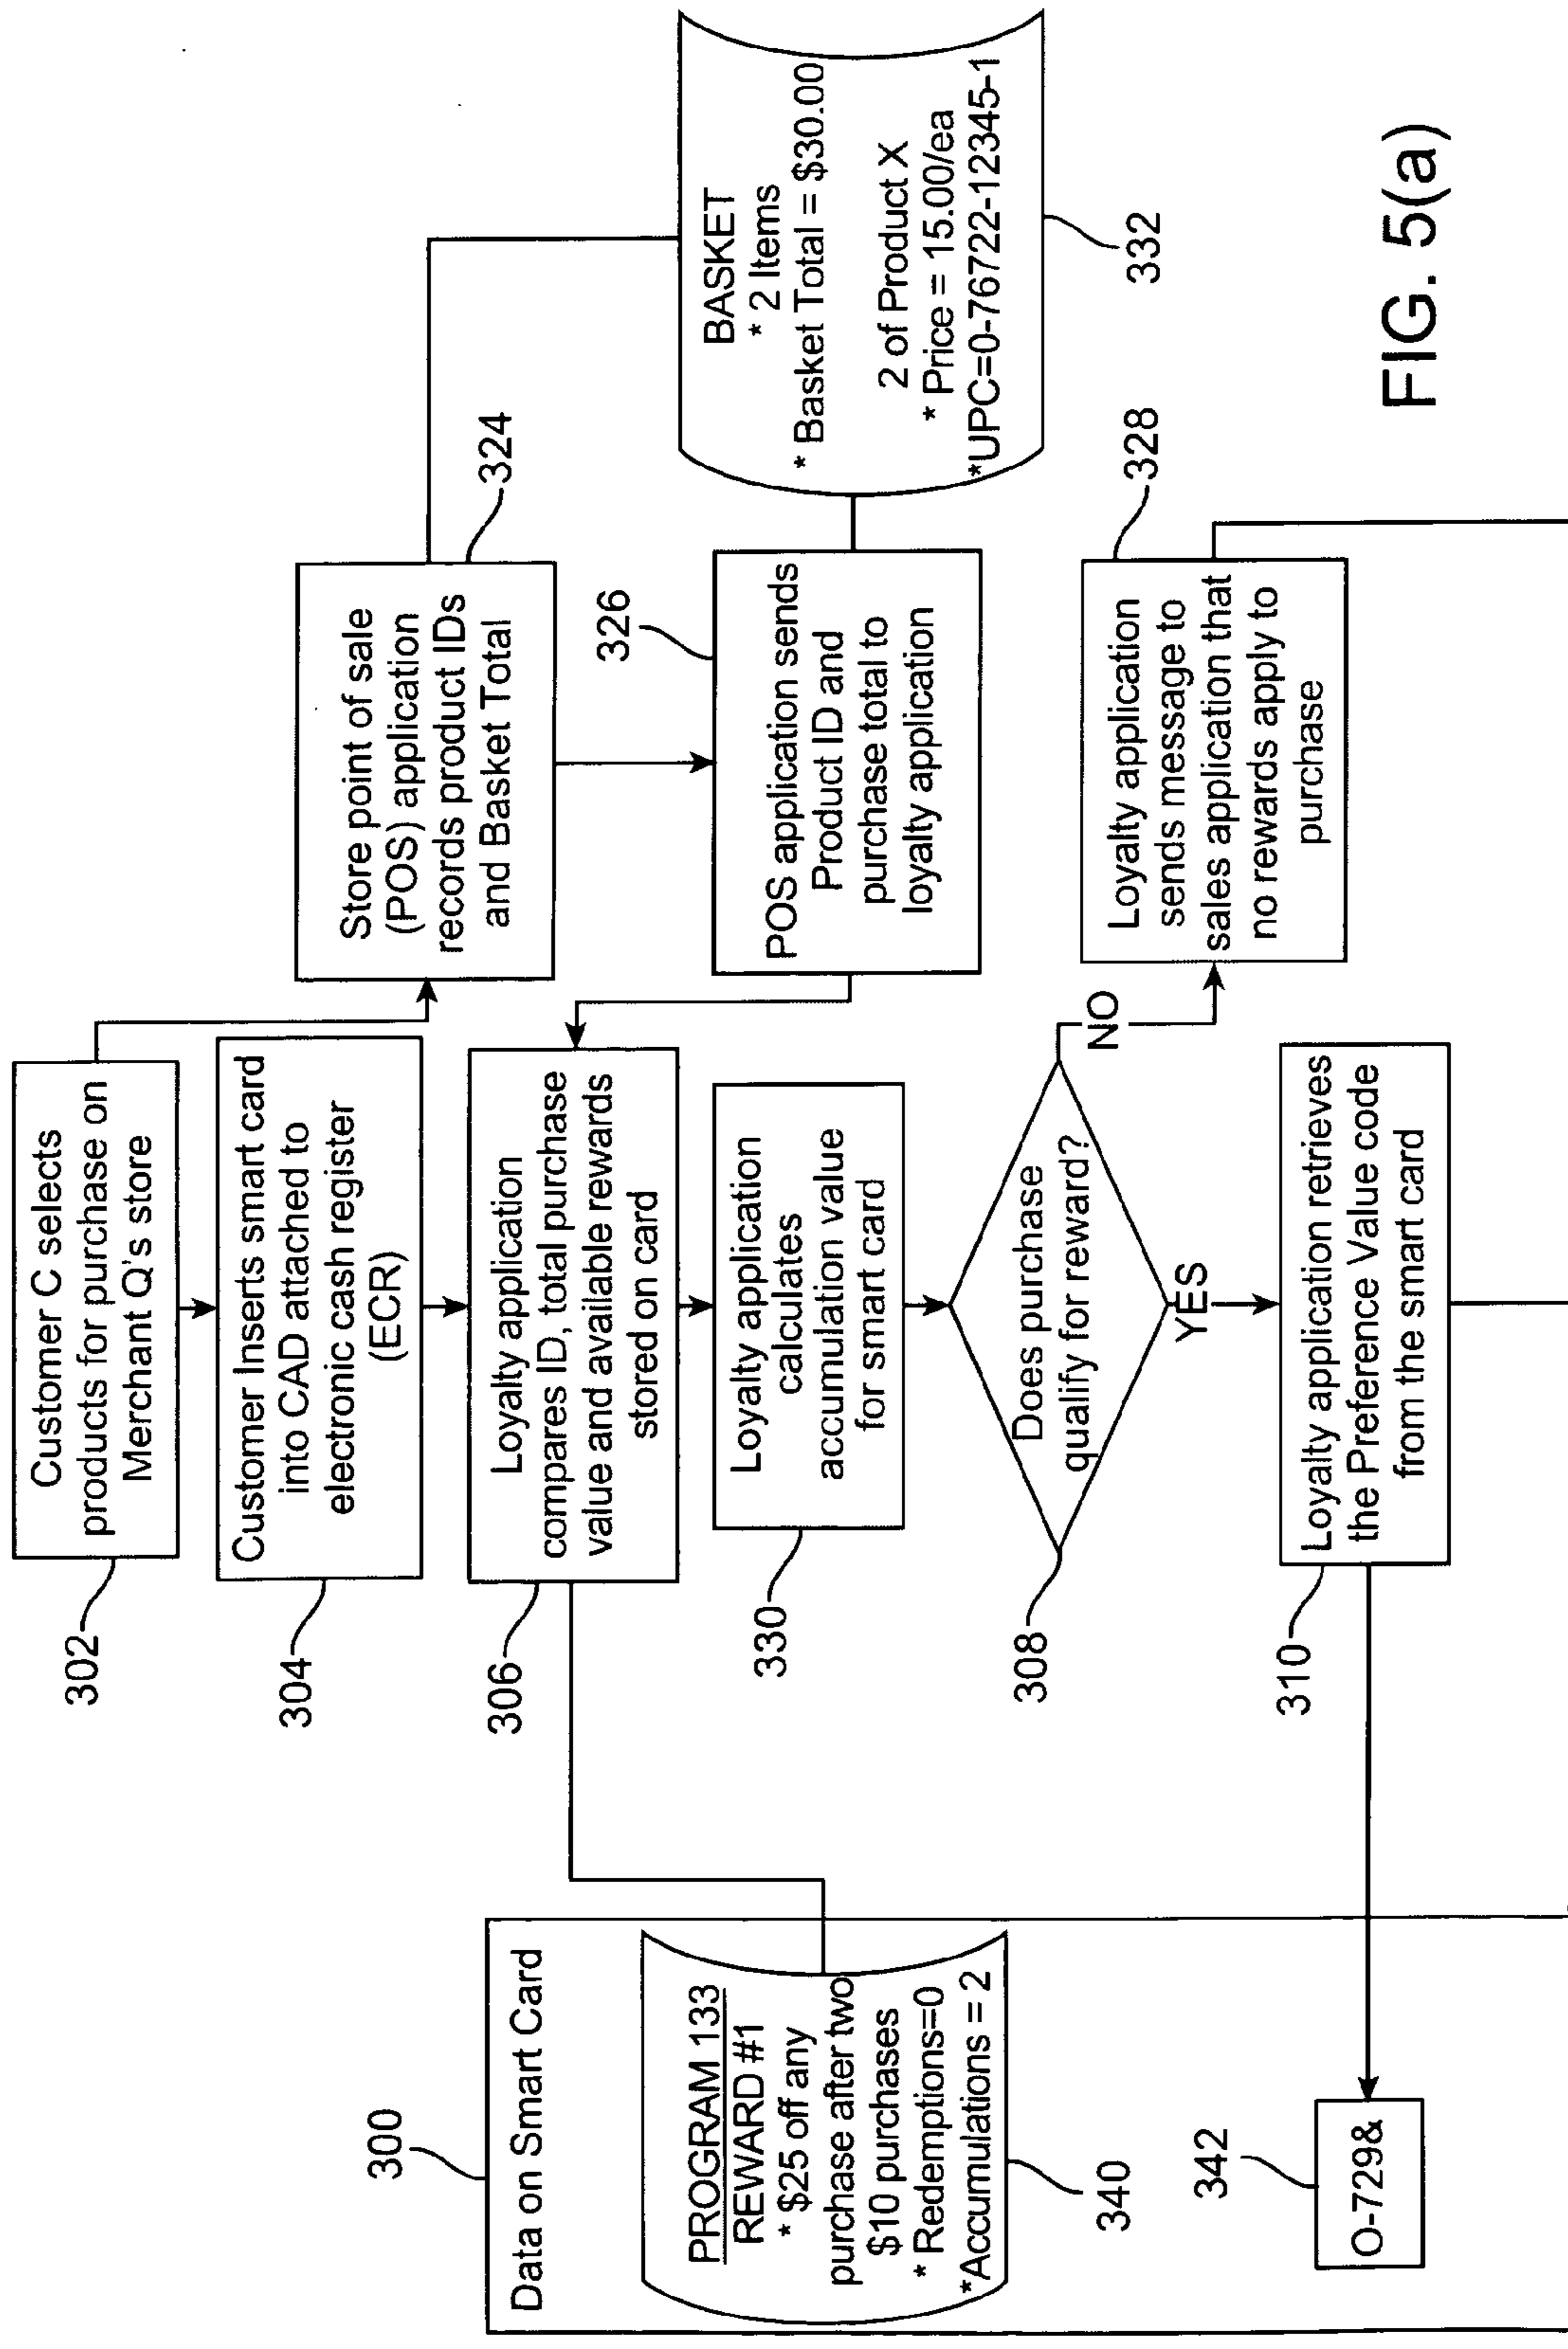 302
Customer C selects
products for purchase on
Merchant Q's store
304
Customer Inserts smart card
into CAD attached to
electronic cash register
(ECR)
324
Store point of sale
(POS) application
records product IDs
and Basket Total
300
Data on Smart Card
306
Loyalty application
compares ID, total purchase
value and available rewards
stored on card
326
POS application sends
Product ID and
purchase total to
loyalty application
BASKET
* 2 Items
* Basket Total = $30.00
2 of Product X
* Price = 15.00/ea
*UPC=0-76722-12345-1
332
PROGRAM 133
REWARD #1
* $25 off any
purchase after two
$10 purchases
* Redemptions=0
*Accumulations = 2
340
330
Loyalty application
calculates
accumulation value
for smart card
308
Does purchase
qualify for reward?
NO
YES
328
Loyalty application
sends message to
sales application that
no rewards apply to
purchase
342
O-729&
310
Loyalty application retrieves
the Preference Value code
from the smart card
FIG. 5(a)